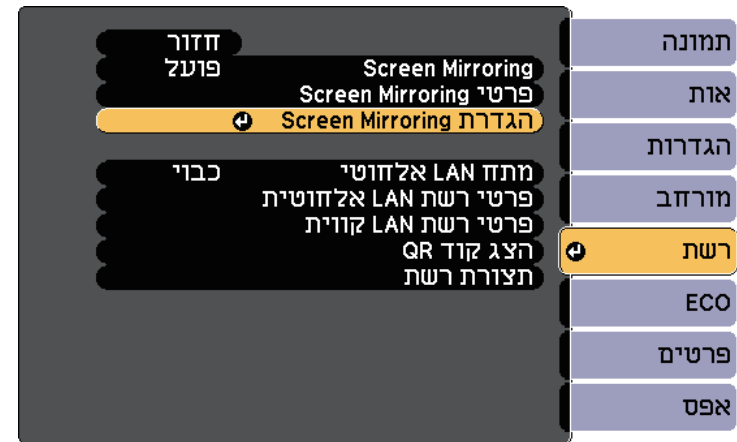 תמונה
אות
הגדרות
מורחב
רשת
ECO
פרטים
אפס
חזור
Screen Mirroring פועל
פרטי Screen Mirroring
הגדרת Screen Mirroring
מתח LAN אלחוטי כבוי
פרטי רשת LAN אלחוטית
פרטי רשת LAN קווית
הצג קוד QR
תצורת רשת